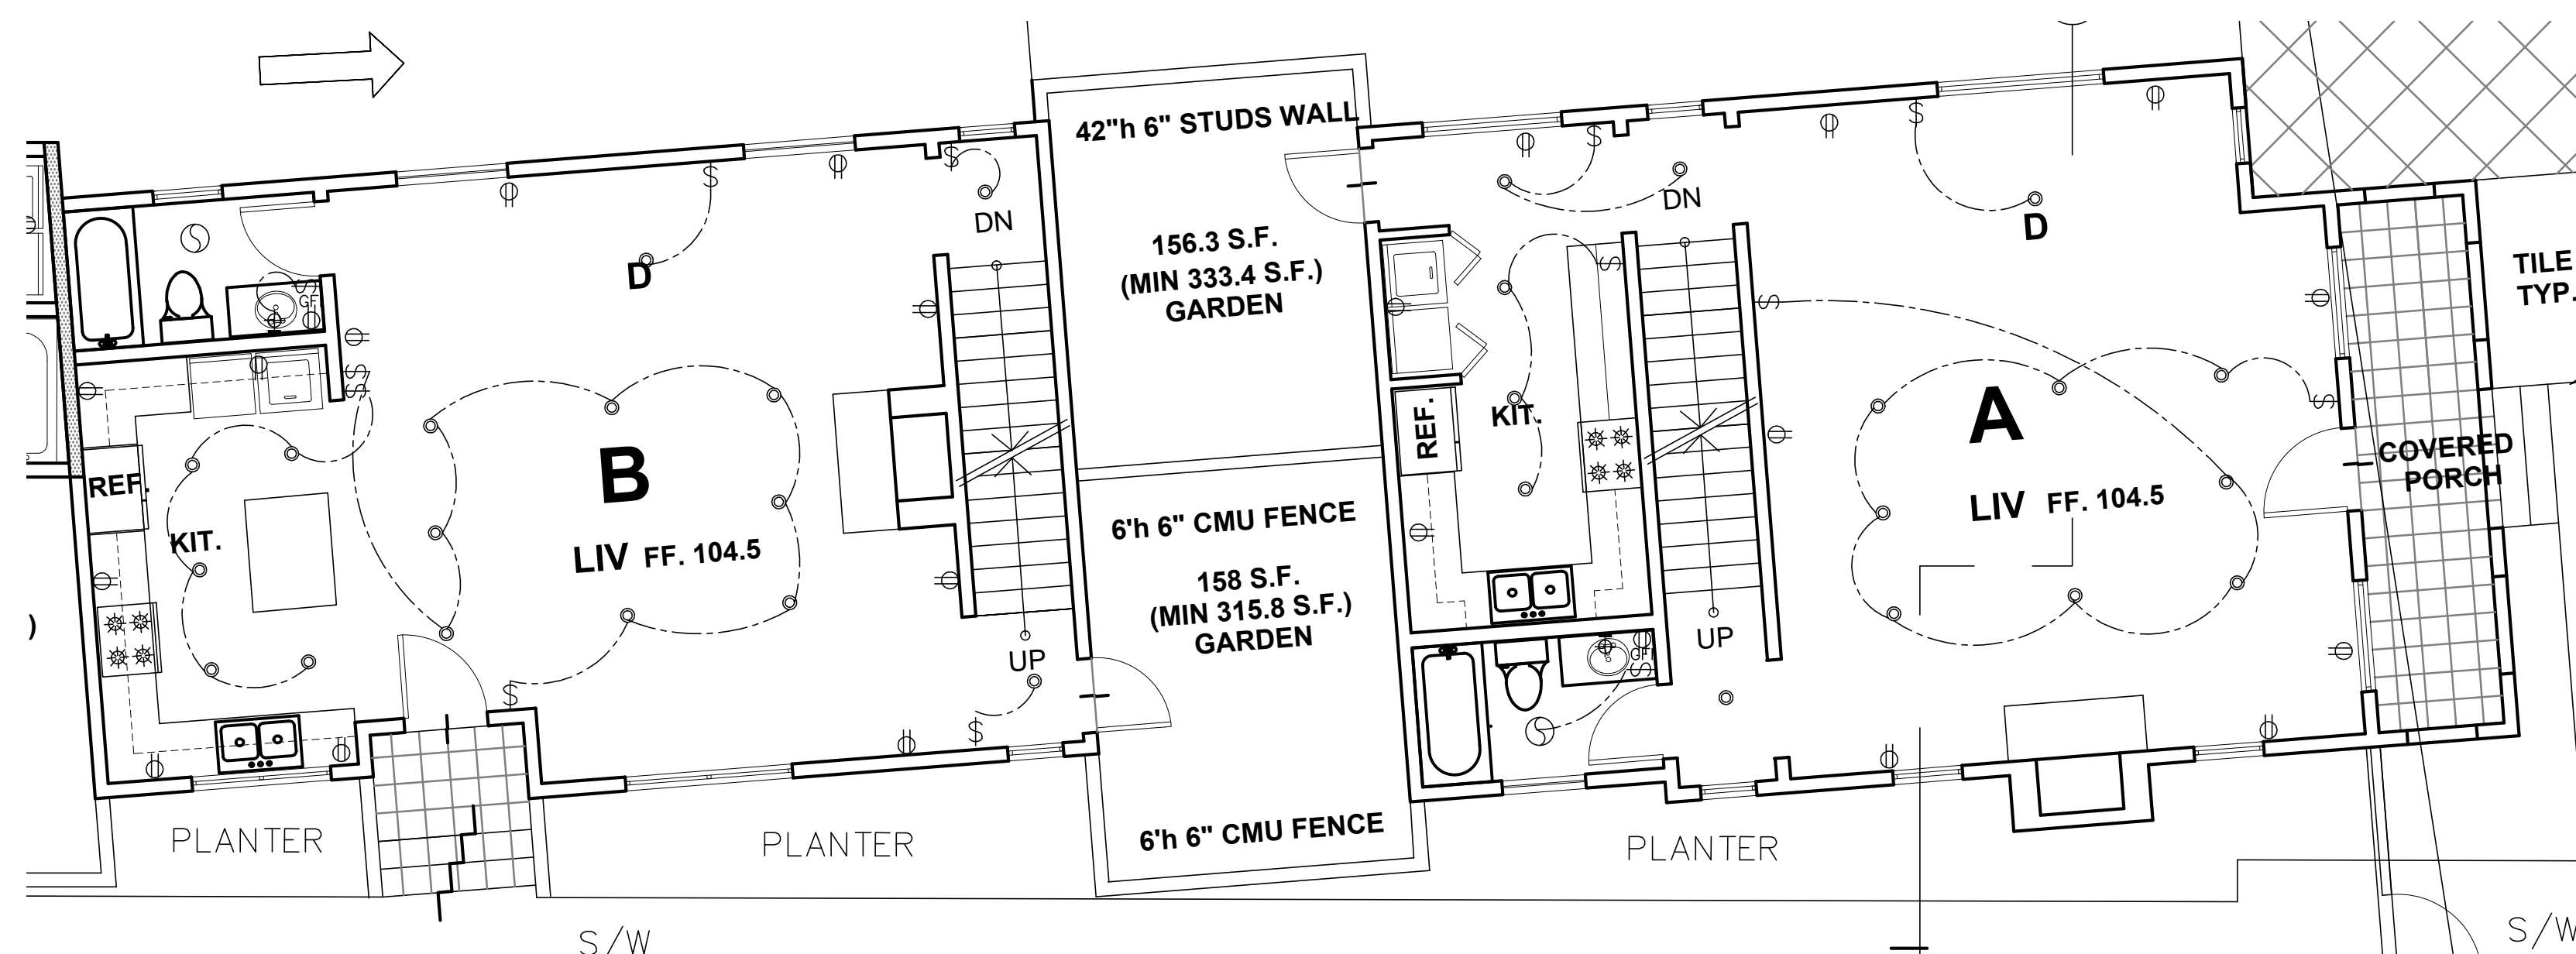 42"h 6" STUDS WALL
DN
DN
D
D
156.3 S.F.
(MIN 333.4 S.F.)
GARDEN
TILE
TYP.
GF
REF.
KIT.
B
LIV FF. 104.5
REF.
KIT.
A
LIV FF. 104.5
COVERED
PORCH
6'h 6" CMU FENCE
158 S.F.
(MIN 315.8 S.F.)
GARDEN
)
UP
UP
GFI
6'h 6" CMU FENCE
PLANTER
PLANTER
PLANTER
S/W
S/W
$
$
$
$
$
$
$
$
$
$
$
$
$
$